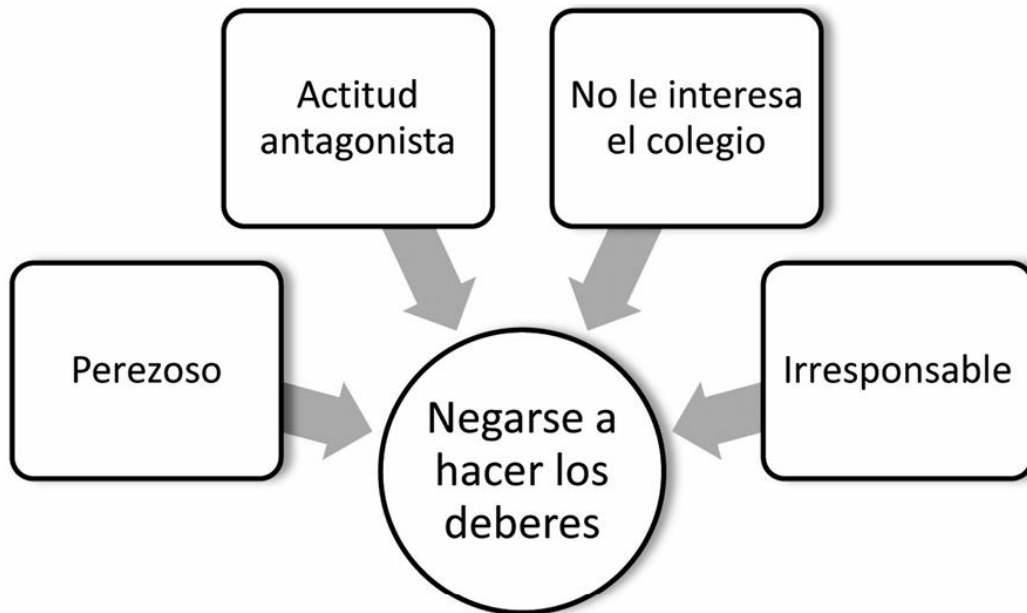 Actitud
antagonista
No le interesa
el colegio
Perezoso
Irresponsable
Negarse a
hacer los
deberes